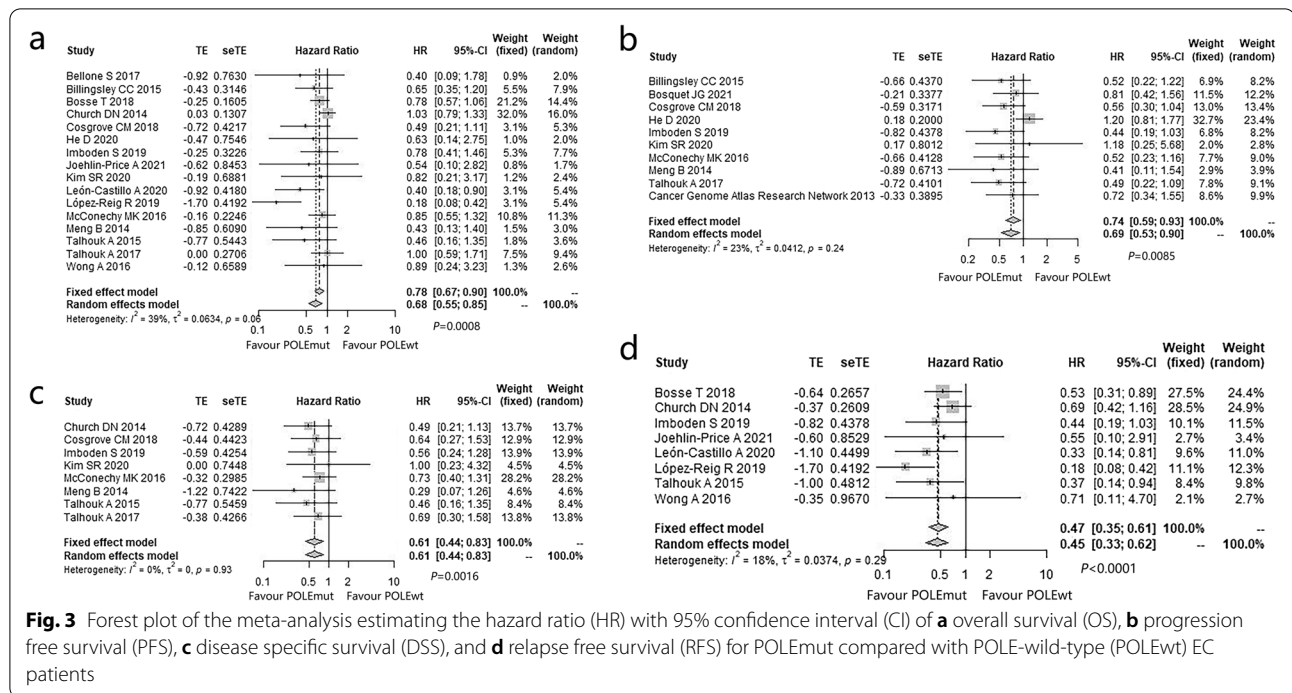 a
Study TE seTE Hazard Ratio HR 95%-CI Weight (fixed) Weight (random)
Bellone S 2017 -0.92 0.7630 0.40 [0.09; 1.78] 0.9% 2.0%
Billingsley CC 2015 -0.43 0.3146 0.65 [0.35; 1.20] 5.5% 7.9%
Bosse T 2018 -0.25 0.1605 0.78 [0.57; 1.06] 21.2% 14.4%
Church DN 2014 0.03 0.1307 1.03 [0.79; 1.33] 32.0% 16.0%
Cosgrove CM 2018 -0.72 0.4217 0.49 [0.21; 1.11] 3.1% 5.3%
He D 2020 -0.47 0.7546 0.63 [0.14; 2.75] 1.0% 2.0%
Imboden S 2019 -0.25 0.3226 0.78 [0.41; 1.46] 5.3% 7.7%
Joehlin-Price A 2021 -0.62 0.8453 0.54 [0.10; 2.82] 0.8% 1.7%
Kim SR 2020 -0.19 0.6881 0.82 [0.21; 3.17] 1.2% 2.4%
León-Castillo A 2020 -0.92 0.4180 0.40 [0.18; 0.90] 3.1% 5.4%
López-Reig R 2019 -1.70 0.4192 0.18 [0.08; 0.42] 3.1% 5.4%
McConechy MK 2016 -0.16 0.2246 0.85 [0.55; 1.32] 10.8% 11.3%
Meng B 2014 -0.85 0.6090 0.43 [0.13; 1.40] 1.5% 3.0%
Talhouk A 2015 -0.77 0.5443 0.46 [0.16; 1.35] 1.8% 3.6%
Talhouk A 2017 0.00 0.2706 1.00 [0.59; 1.71] 7.5% 9.4%
Wong A 2016 -0.12 0.6589 0.89 [0.24; 3.23] 1.3% 2.6%
Fixed effect model 0.78 [0.67; 0.90] 100.0% --
Random effects model 0.68 [0.55; 0.85] -- 100.0%
Heterogeneity: I² = 39%, τ² = 0.0634, p = 0.06
0.1 0.5 1 2 10
P=0.0008
Favour POLEmut Favour POLEwt
b
Study TE seTE Hazard Ratio HR 95%-CI Weight (fixed) Weight (random)
Billingsley CC 2015 -0.66 0.4370 0.52 [0.22; 1.22] 6.9% 8.2%
Bosquet JG 2021 -0.21 0.3377 0.81 [0.42; 1.56] 11.5% 12.2%
Cosgrove CM 2018 -0.59 0.3171 0.56 [0.30; 1.04] 13.0% 13.4%
He D 2020 0.18 0.2000 1.20 [0.81; 1.77] 32.7% 23.4%
Imboden S 2019 -0.82 0.4378 0.44 [0.19; 1.03] 6.8% 8.2%
Kim SR 2020 0.17 0.8012 1.18 [0.25; 5.68] 2.0% 2.8%
McConechy MK 2016 -0.66 0.4128 0.52 [0.23; 1.16] 7.7% 9.0%
Meng B 2014 -0.89 0.6713 0.41 [0.11; 1.54] 2.9% 3.9%
Talhouk A 2017 -0.72 0.4101 0.49 [0.22; 1.09] 7.8% 9.1%
Cancer Genome Atlas Research Network 2013 -0.33 0.3895 0.72 [0.34; 1.55] 8.6% 9.9%
Fixed effect model 0.74 [0.59; 0.93] 100.0% --
Random effects model 0.69 [0.53; 0.90] -- 100.0%
Heterogeneity: I² = 23%, τ² = 0.0412, p = 0.24
P=0.0085
0.2 0.5 1 2 5
Favour POLEmut Favour POLEwt
c
Study TE seTE Hazard Ratio HR 95%-CI Weight (fixed) Weight (random)
Church DN 2014 -0.72 0.4289 0.49 [0.21; 1.13] 13.7% 13.7%
Cosgrove CM 2018 -0.44 0.4423 0.64 [0.27; 1.53] 12.9% 12.9%
Imboden S 2019 -0.59 0.4254 0.56 [0.24; 1.28] 13.9% 13.9%
Kim SR 2020 0.00 0.7448 1.00 [0.23; 4.32] 4.5% 4.5%
McConechy MK 2016 -0.32 0.2985 0.73 [0.40; 1.31] 28.2% 28.2%
Meng B 2014 -1.22 0.7422 0.29 [0.07; 1.26] 4.6% 4.6%
Talhouk A 2015 -0.77 0.5459 0.46 [0.16; 1.35] 8.4% 8.4%
Talhouk A 2017 -0.38 0.4266 0.69 [0.30; 1.58] 13.8% 13.8%
Fixed effect model 0.61 [0.44; 0.83] 100.0% --
Random effects model 0.61 [0.44; 0.83] -- 100.0%
Heterogeneity: I² = 0%, τ² = 0, p = 0.93
0.1 0.5 1 2 10
P=0.0016
Favour POLEmut Favour POLEwt
d
Study TE seTE Hazard Ratio HR 95%-CI Weight (fixed) Weight (random)
Bosse T 2018 -0.64 0.2657 0.53 [0.31; 0.89] 27.5% 24.4%
Church DN 2014 -0.37 0.2609 0.69 [0.42; 1.16] 28.5% 24.9%
Imboden S 2019 -0.82 0.4378 0.44 [0.19; 1.03] 10.1% 11.5%
Joehlin-Price A 2021 -0.60 0.8529 0.55 [0.10; 2.91] 2.7% 3.4%
León-Castillo A 2020 -1.10 0.4499 0.33 [0.14; 0.81] 9.6% 11.0%
López-Reig R 2019 -1.70 0.4192 0.18 [0.08; 0.42] 11.1% 12.3%
Talhouk A 2015 -1.00 0.4812 0.37 [0.14; 0.94] 8.4% 9.8%
Wong A 2016 -0.35 0.9670 0.71 [0.11; 4.70] 2.1% 2.7%
Fixed effect model 0.47 [0.35; 0.61] 100.0% --
Random effects model 0.45 [0.33; 0.62] -- 100.0%
Heterogeneity: I² = 18%, τ² = 0.0374, p = 0.29
P<0.0001
0.1 0.5 1 2 10
Favour POLEmut Favour POLEwt
Fig. 3 Forest plot of the meta-analysis estimating the hazard ratio (HR) with 95% confidence interval (CI) of a overall survival (OS), b progression
free survival (PFS), c disease specific survival (DSS), and d relapse free survival (RFS) for POLEmut compared with POLE-wild-type (POLEwt) EC
patients